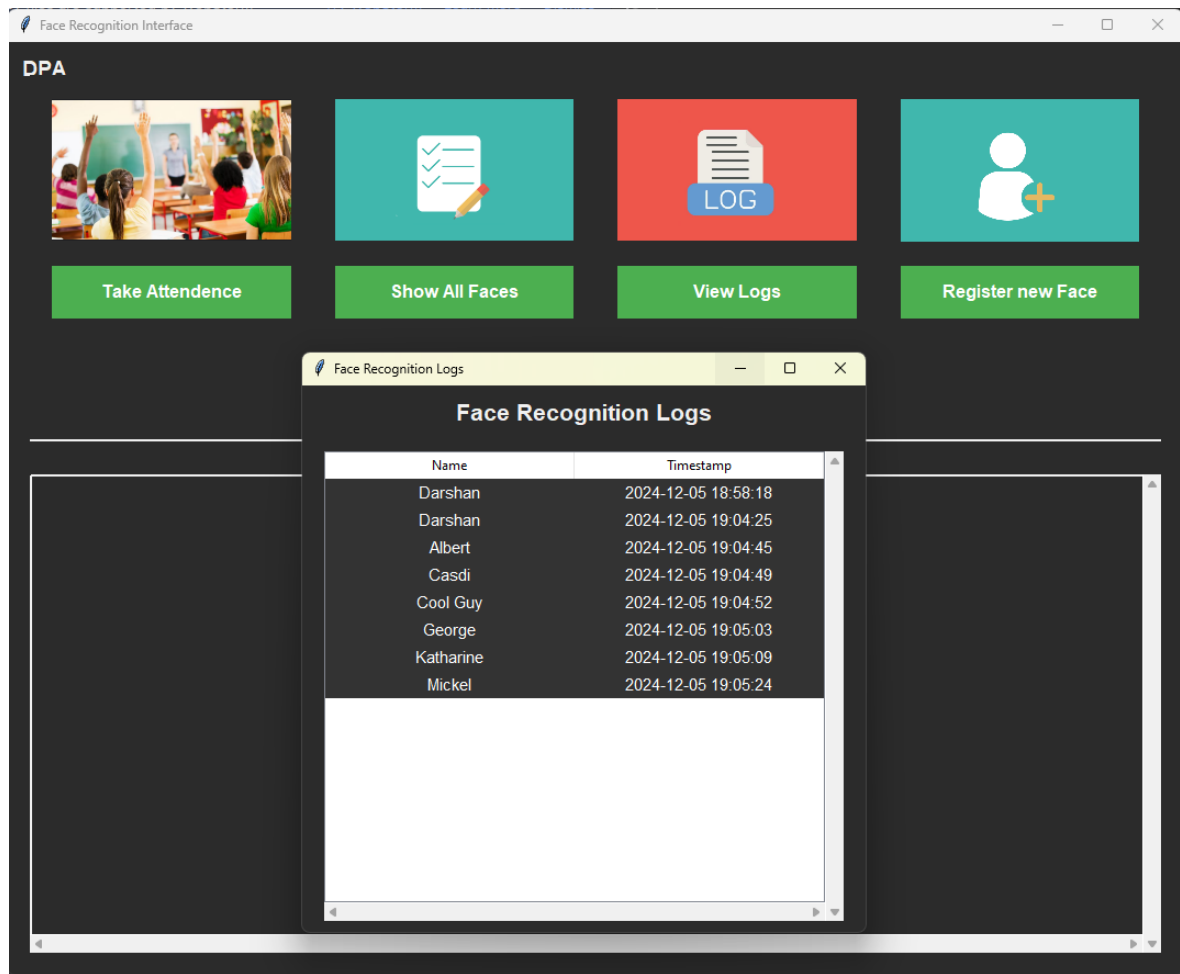 Face Recognition Interface
DPA
LOG
Take Attendence Show All Faces View Logs Register new Face
Face Recognition Logs
Face Recognition Logs
Name Timestamp
Darshan 2024-12-05 18:58:18
Darshan 2024-12-05 19:04:25
Albert 2024-12-05 19:04:45
Casdi 2024-12-05 19:04:49
Cool Guy 2024-12-05 19:04:52
George 2024-12-05 19:05:03
Katharine 2024-12-05 19:05:09
Mickel 2024-12-05 19:05:24